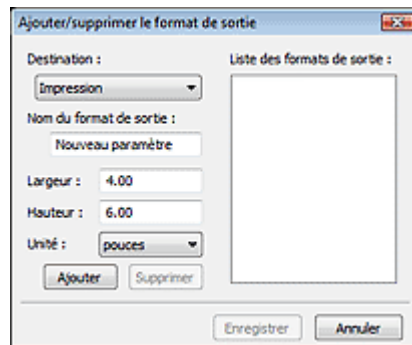 Ajouter/supprimer le format de sortie
Destination :
Impression
Nom du format de sortie :
Nouveau paramètre
Largeur : 4.00
Hauteur : 6.00
Unité : pouces
Ajouter Supprimer
Liste des formats de sortie :
Enregistrer Annuler